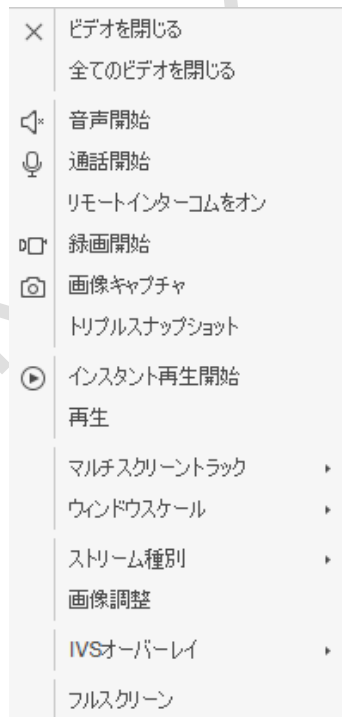 ビデオを閉じる
全てのビデオを閉じる
音声開始
通話開始
リモートインターコムをオン
録画開始
画像キャプチャ
トリプルスナップショット
インスタント再生開始
再生
マルチスクリーントラック
ウィンドウスケール
ストリーム種別
画像調整
IVSオーバーレイ
フルスクリーン